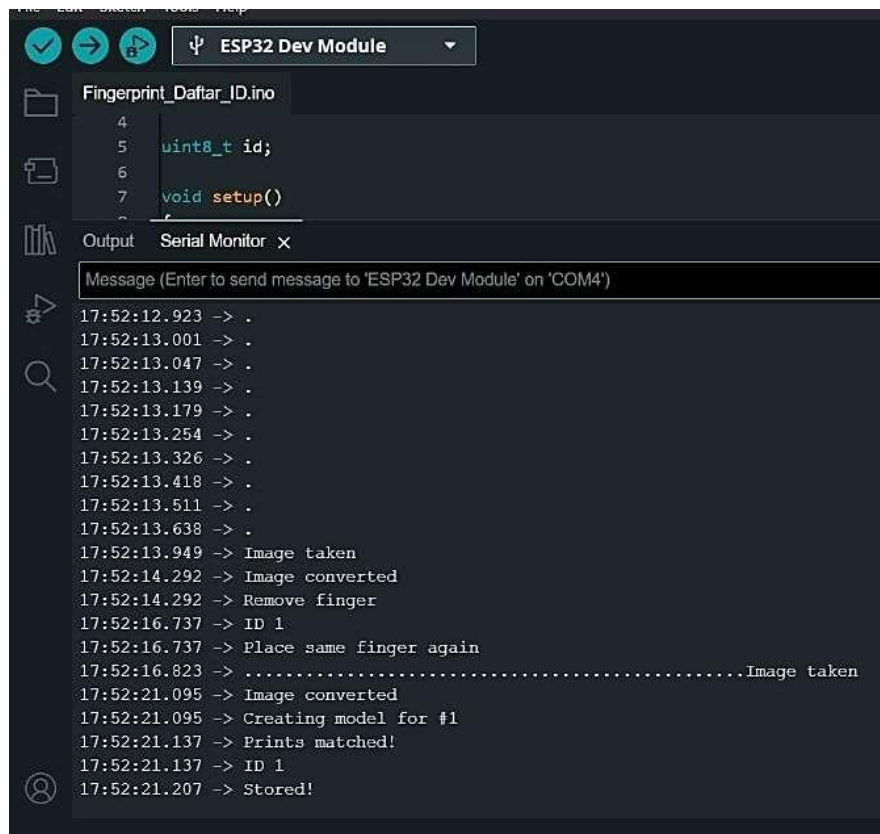 ESP32 Dev Module
Fingerprint_Daftar_ID.ino
4
5 uint8_t id;
6
7 void setup()
Output Serial Monitor ×
Message (Enter to send message to 'ESP32 Dev Module' on 'COM4')
17:52:12.923 -> .
17:52:13.001 -> .
17:52:13.047 -> .
17:52:13.139 -> .
17:52:13.179 -> .
17:52:13.254 -> .
17:52:13.326 -> .
17:52:13.418 -> .
17:52:13.511 -> .
17:52:13.638 -> .
17:52:13.949 -> Image taken
17:52:14.292 -> Image converted
17:52:14.292 -> Remove finger
17:52:16.737 -> ID 1
17:52:16.737 -> Place same finger again
17:52:16.823 -> .................................................Image taken
17:52:21.095 -> Image converted
17:52:21.095 -> Creating model for #1
17:52:21.137 -> Prints matched!
17:52:21.137 -> ID 1
17:52:21.207 -> Stored!